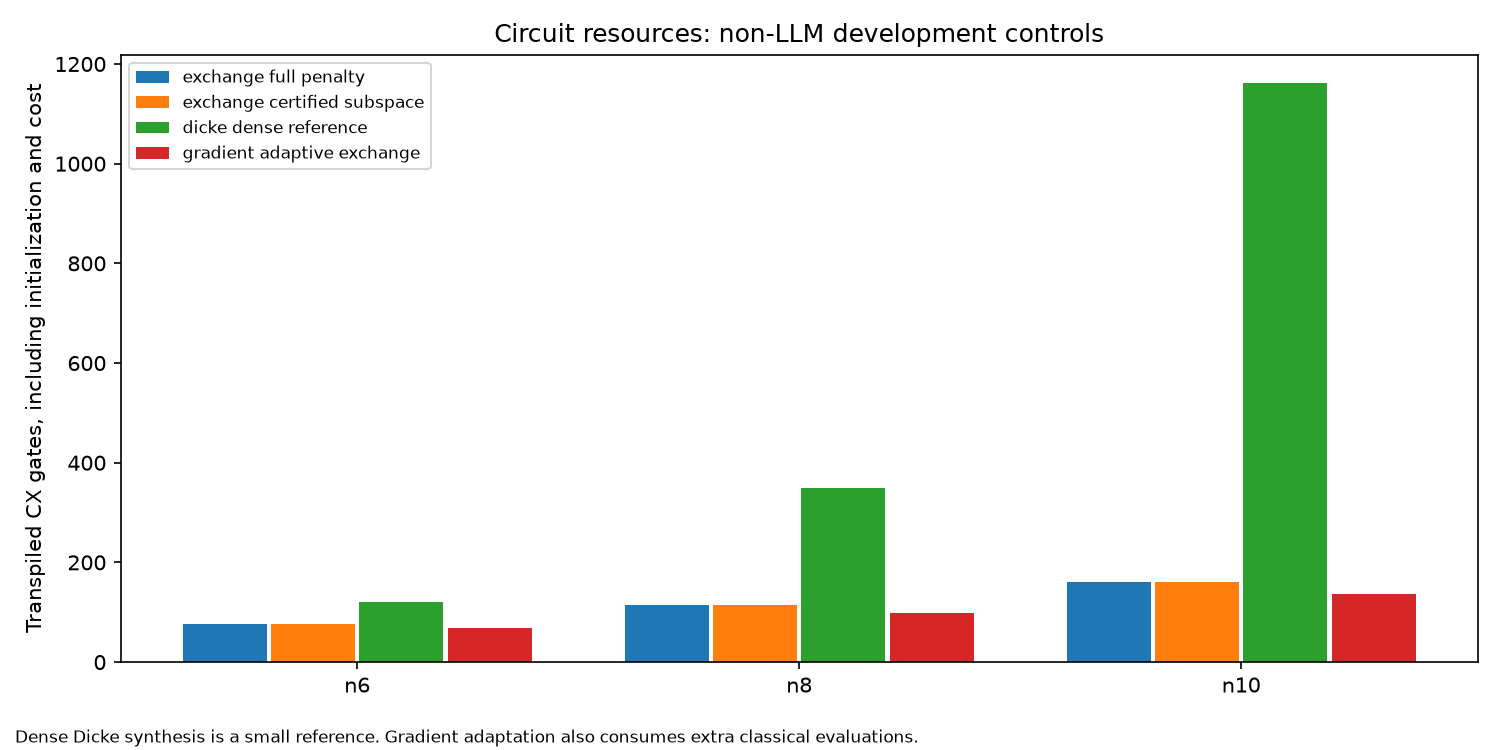 Circuit resources: non-LLM development controls
Transpiled CX gates, including initialization and cost
1200
1000
800
600
400
200
0
exchange full penalty
exchange certified subspace
dicke dense reference
gradient adaptive exchange
n6
n8
n10
Dense Dicke synthesis is a small reference. Gradient adaptation also consumes extra classical evaluations.